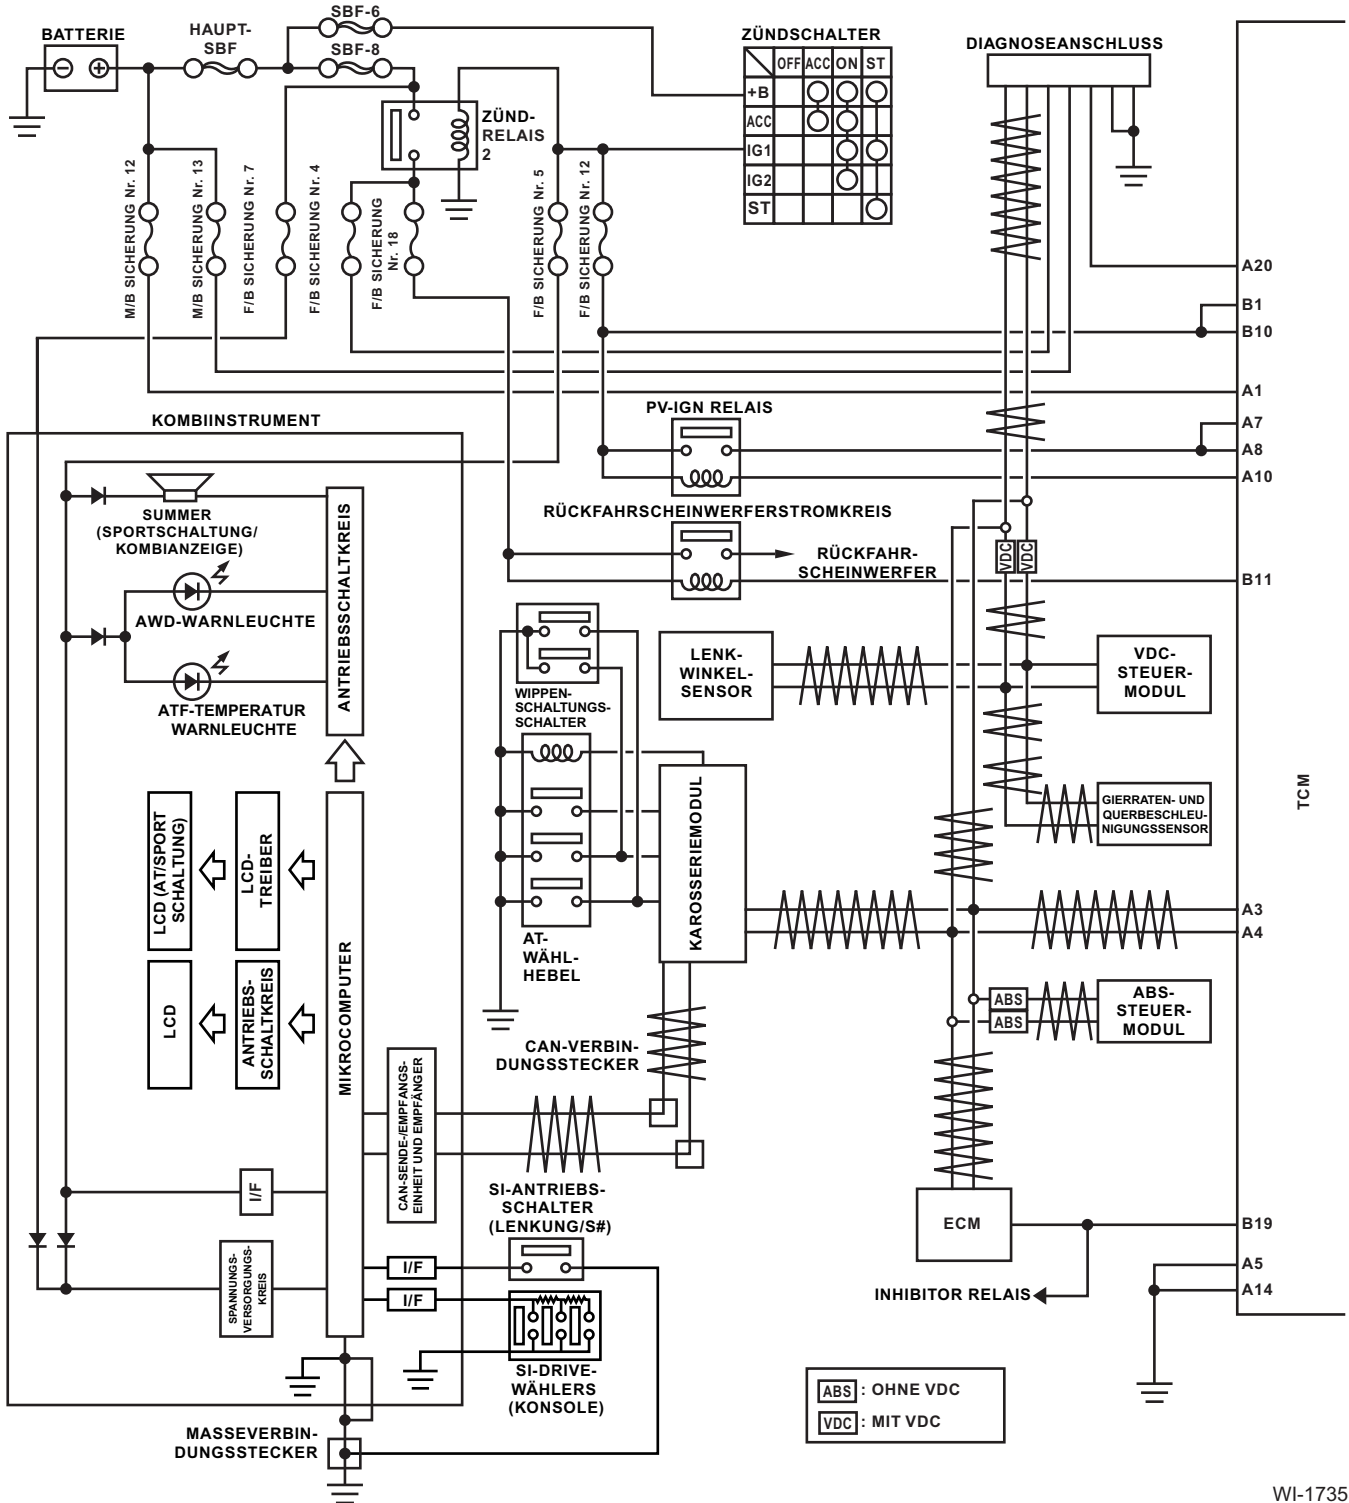 SBF-6
BATTERIE
HAUPT-
SBF
SBF-8
ZÜNDSCHALTER
OFF ACC ON ST
+B
ACC
IG1
IG2
ST
DIAGNOSEANSCHLUSS
ZÜND-
RELAIS
2
M/B SICHERUNG Nr. 12
M/B SICHERUNG Nr. 13
F/B SICHERUNG Nr. 7
F/B SICHERUNG Nr. 4
F/B SICHERUNG
Nr. 18
F/B SICHERUNG Nr. 5
F/B SICHERUNG Nr. 12
A20
B1
B10
A1
A7
A8
A10
B11
A3
A4
B19
A5
A14
TCM
KOMBIINSTRUMENT
PV-IGN RELAIS
SUMMER
(SPORTSCHALTUNG/
KOMBIANZEIGE)
AWD-WARNLEUCHTE
ATF-TEMPERATUR
WARNLEUCHTE
ANTRIEBSSCHALTKREIS
RÜCKFAHRSCHEINWERFERSTROMKREIS
RÜCKFAHR-
SCHEINWERFER
VDC
VDC
WIPPEN-
SCHALTUNGS-
SCHALTER
LENK-
WINKEL-
SENSOR
VDC-
STEUER-
MODUL
GIERRATEN- UND
QUERBESCHLEU-
NIGUNGSSENSOR
KAROSSERIEMODUL
AT-
WÄHL-
HEBEL
LCD (AT/SPORT
SCHALTUNG)
LCD-
TREIBER
LCD
ANTRIEBS-
SCHALTKREIS
MIKROCOMPUTER
ABS
ABS
ABS-
STEUER-
MODUL
CAN-VERBIN-
DUNGSSTECKER
CAN-SENDE-/EMPFANGS-
EINHEIT UND EMPFÄNGER
I/F
SI-ANTRIEBS-
SCHALTER
(LENKUNG/S#)
ECM
SPANNUNGS-
VERSORGUNGS-
KREIS
I/F
I/F
INHIBITOR RELAIS
SI-DRIVE-
WÄHLERS
(KONSOLE)
MASSEVERBIN-
DUNGSSTECKER
ABS : OHNE VDC
VDC : MIT VDC
WI-1735